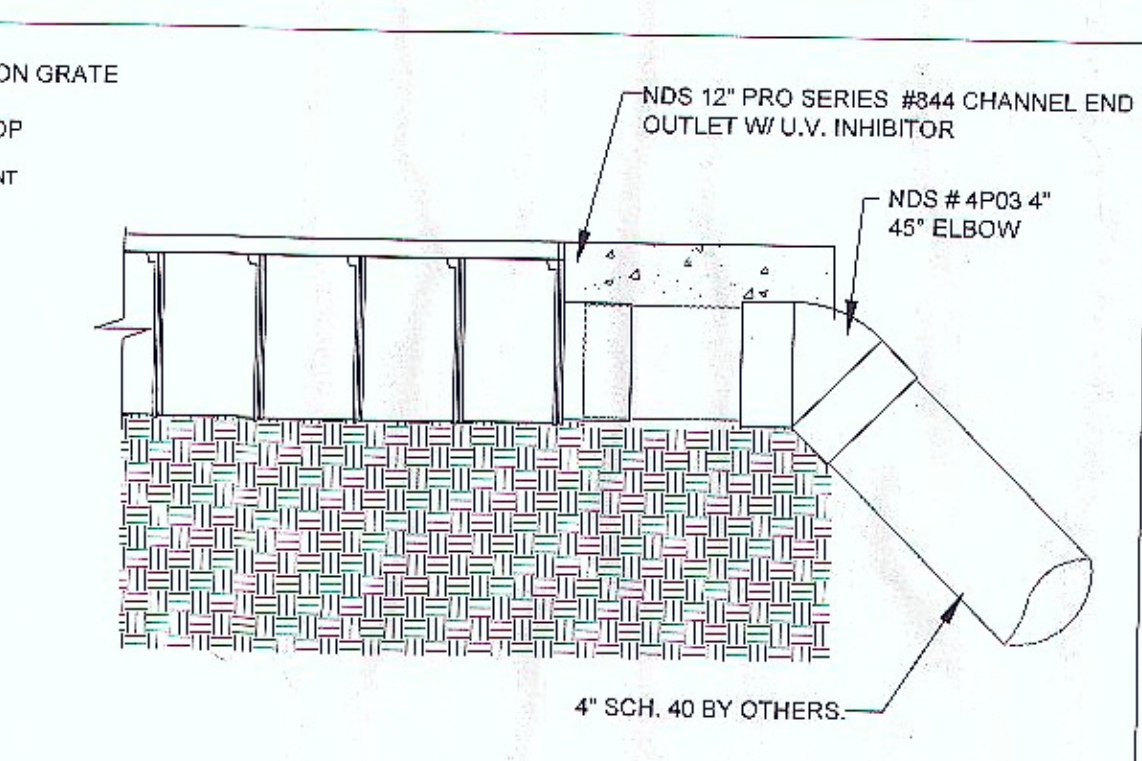 ON GRATE
OP
NT
NDS 12" PRO SERIES #844 CHANNEL END
OUTLET W/ U.V. INHIBITOR
NDS # 4P03 4"
45° ELBOW
4" SCH. 40 BY OTHERS.